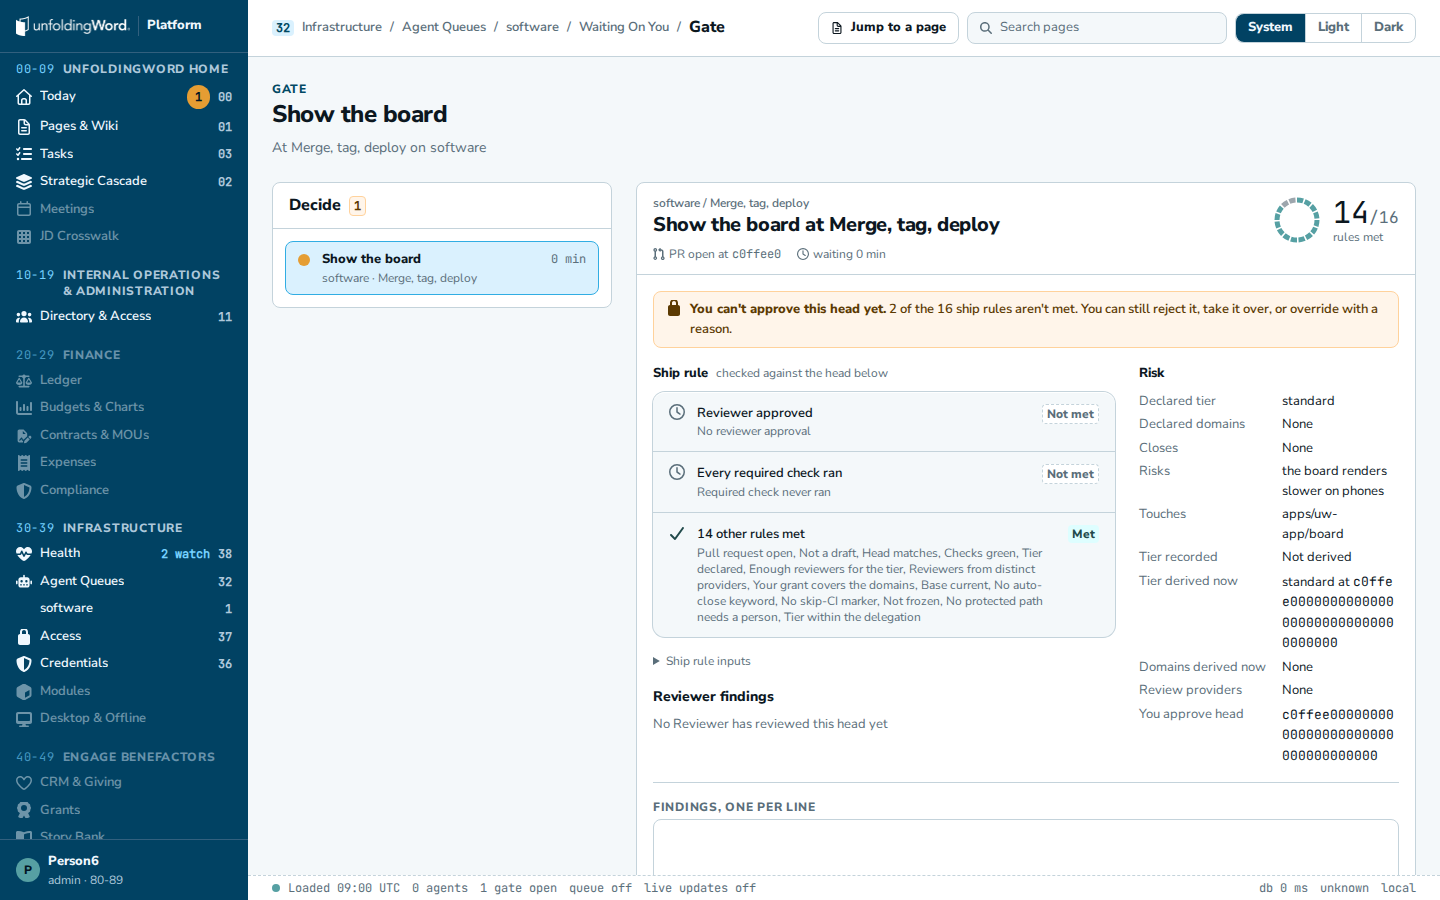 unfoldingWord. Platform
00-09 UNFOLDINGWORD HOME
Today 1 00
Pages & Wiki 01
Tasks 03
Strategic Cascade 02
Meetings
JD Crosswalk
10-19 INTERNAL OPERATIONS
& ADMINISTRATION
Directory & Access 11
20-29 FINANCE
Ledger
Budgets & Charts
Contracts & MOUs
Expenses
Compliance
30-39 INFRASTRUCTURE
Health 2 watch 38
Agent Queues 32
software 1
Access 37
Credentials 36
Modules
Desktop & Offline
40-49 ENGAGE BENEFACTORS
CRM & Giving
Grants
Story Bank
P Person6
admin · 80-89
32 Infrastructure / Agent Queues / software / Waiting On You / Gate
Jump to a page
Search pages
System Light Dark
GATE
Show the board
At Merge, tag, deploy on software
Decide 1
Show the board 0 min
software · Merge, tag, deploy
software / Merge, tag, deploy
Show the board at Merge, tag, deploy
PR open at c0ffee0 waiting 0 min
14/16
rules met
You can't approve this head yet. 2 of the 16 ship rules aren't met. You can still reject it, take it over, or override with a
reason.
Ship rule checked against the head below
Reviewer approved Not met
No reviewer approval
Every required check ran Not met
Required check never ran
14 other rules met Met
Pull request open, Not a draft, Head matches, Checks green, Tier
declared, Enough reviewers for the tier, Reviewers from distinct
providers, Your grant covers the domains, Base current, No auto-
close keyword, No skip-CI marker, Not frozen, No protected path
needs a person, Tier within the delegation
Ship rule inputs
Reviewer findings
No Reviewer has reviewed this head yet
Risk
Declared tier standard
Declared domains None
Closes None
Risks the board renders
slower on phones
Touches apps/uw-
app/board
Tier recorded Not derived
Tier derived now standard at c0ffe
e00000000000000
000000000000000
0000000
Domains derived now None
Review providers None
You approve head c0ffee000000000
000000000000000
0000000000000
FINDINGS, ONE PER LINE
Loaded 09:00 UTC 0 agents 1 gate open queue off live updates off
db 0 ms unknown local